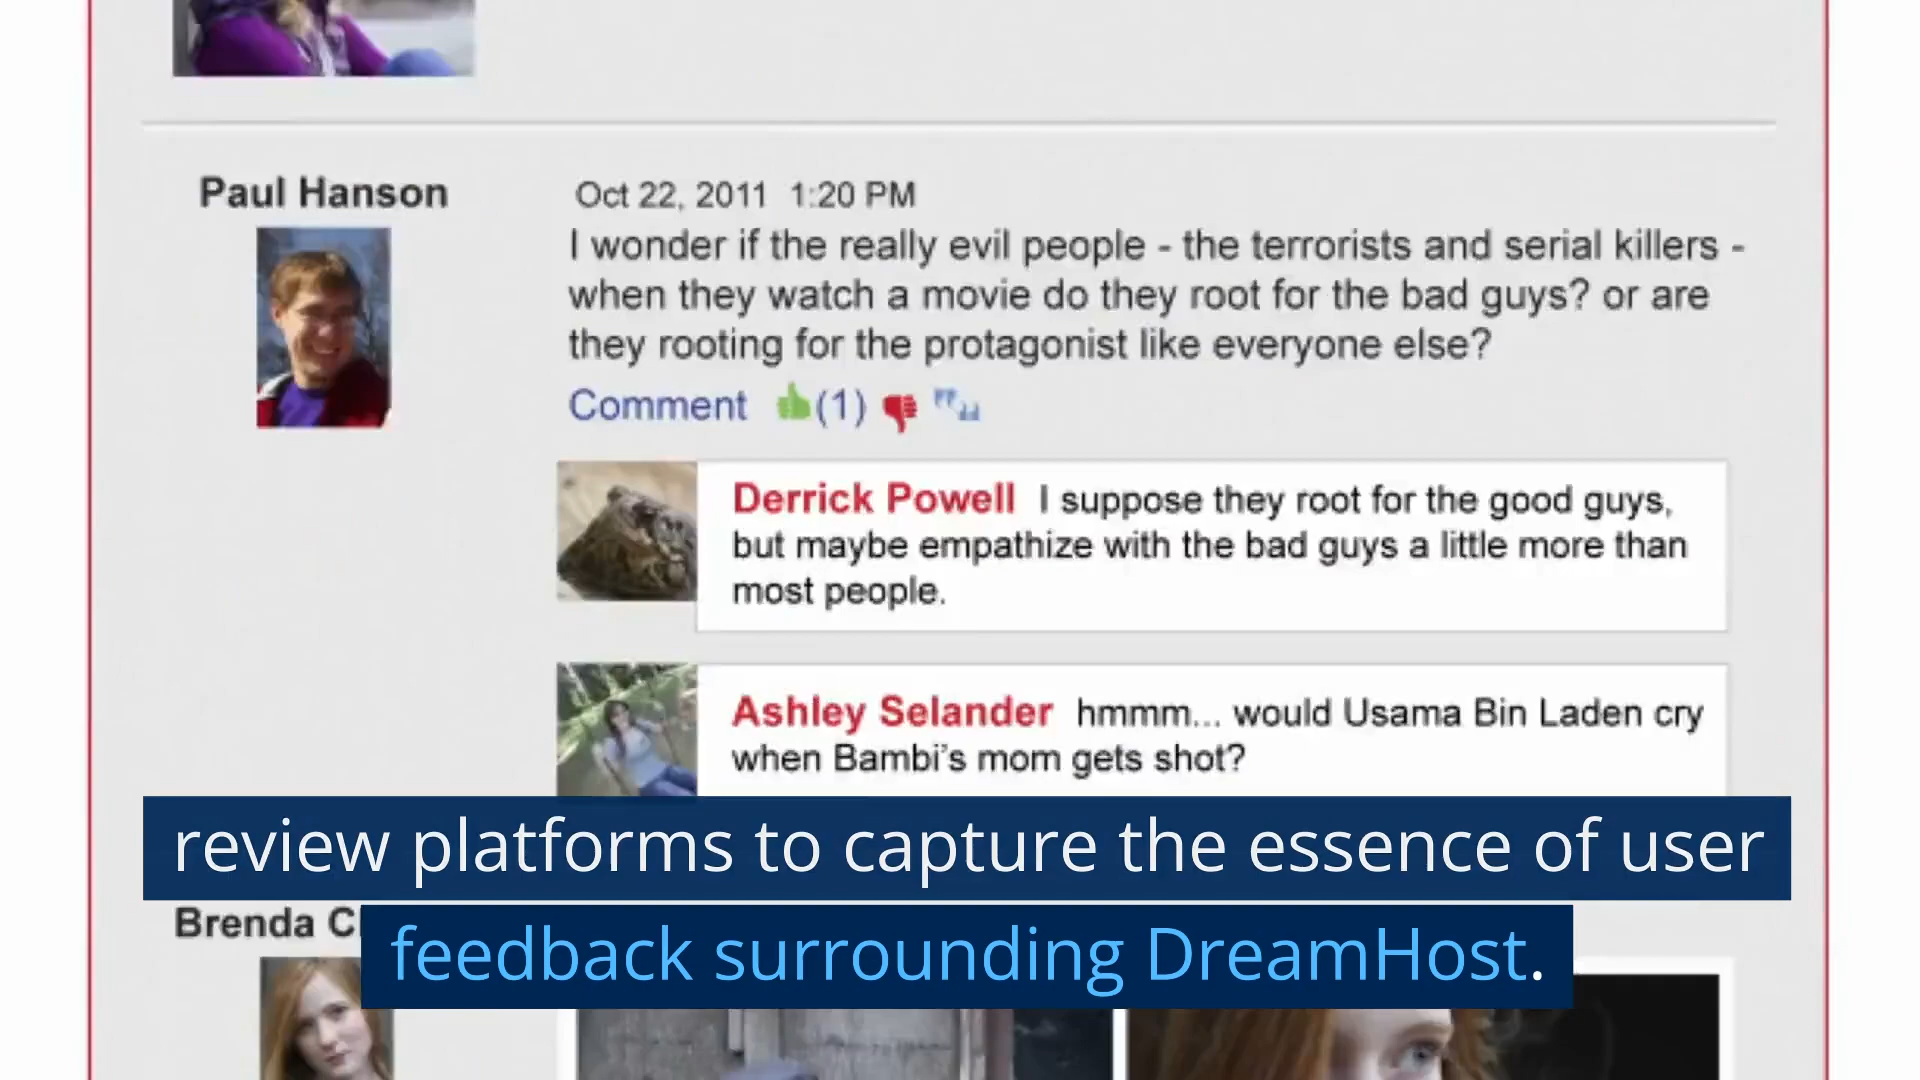 Paul Hanson
Oct 22, 2011 1:20 PM
I wonder if the really evil people - the terrorists and serial killers -
when they watch a movie do they root for the bad guys? or are
they rooting for the protagonist like everyone else?
Comment (1)
Derrick Powell I suppose they root for the good guys,
but maybe empathize with the bad guys a little more than
most people.
Ashley Selander hmmm... would Usama Bin Laden cry
when Bambi's mom gets shot?
review platforms to capture the essence of user
feedback surrounding DreamHost.
Brenda